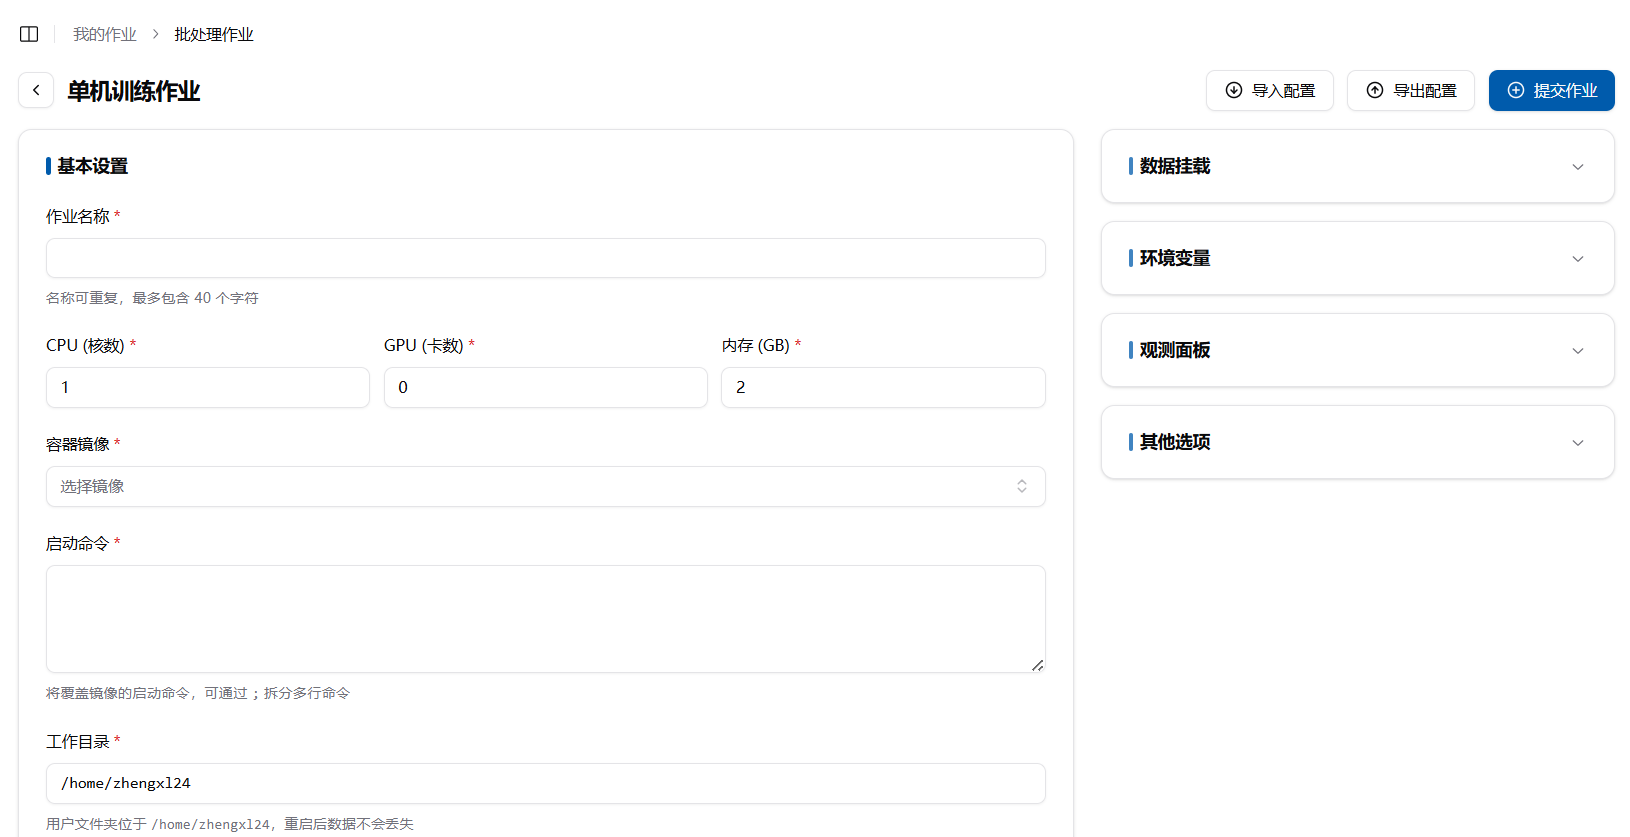 我的作业 > 批处理作业
单机训练作业
导入配置
导出配置
提交作业
基本设置
作业名称 *
名称可重复，最多包含 40 个字符
CPU (核数) *
GPU (卡数) *
内存 (GB) *
1
0
2
容器镜像 *
选择镜像
启动命令 *
将覆盖镜像的启动命令，可通过 ; 拆分多行命令
工作目录 *
/home/zhengxl24
用户文件夹位于 /home/zhengxl24，重启后数据不会丢失
数据挂载
环境变量
观测面板
其他选项